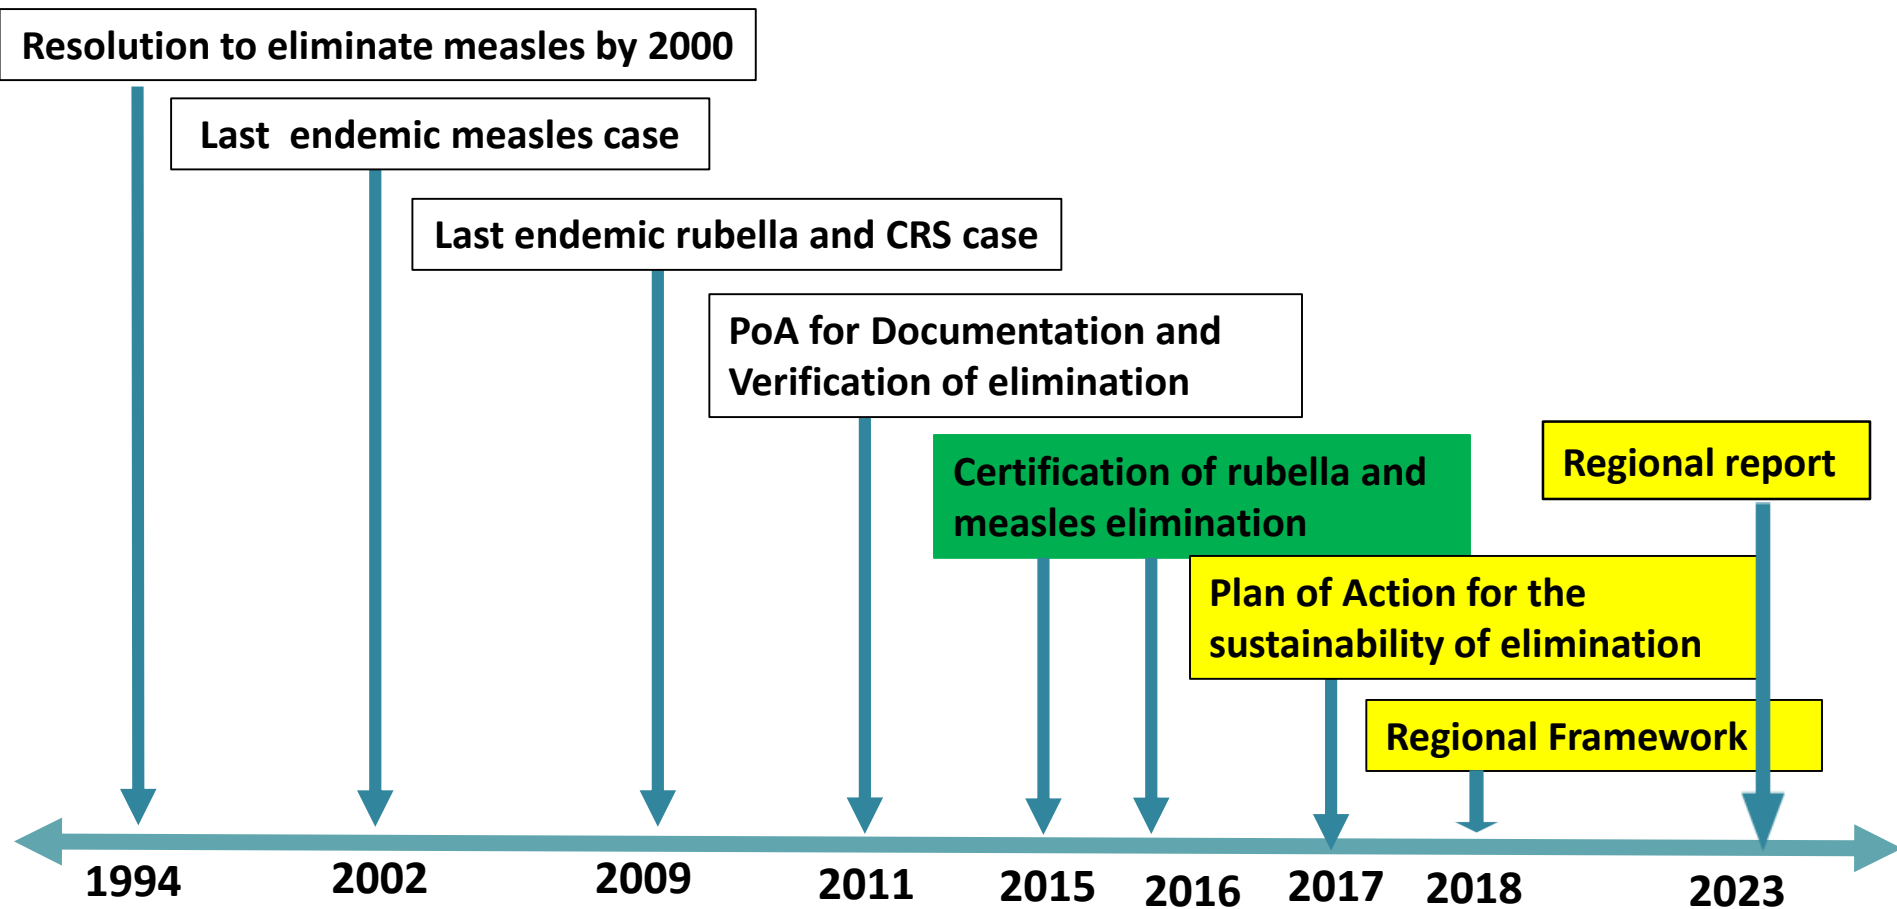 Resolution to eliminate measles by 2000
Last endemic measles case
Last endemic rubella and CRS case
PoA for Documentation and
Verification of elimination
Certification of rubella and
measles elimination
Regional report
Plan of Action for the
sustainability of elimination
Regional Framework
1994
2002
2009
2011
2015
2016
2017
2018
2023